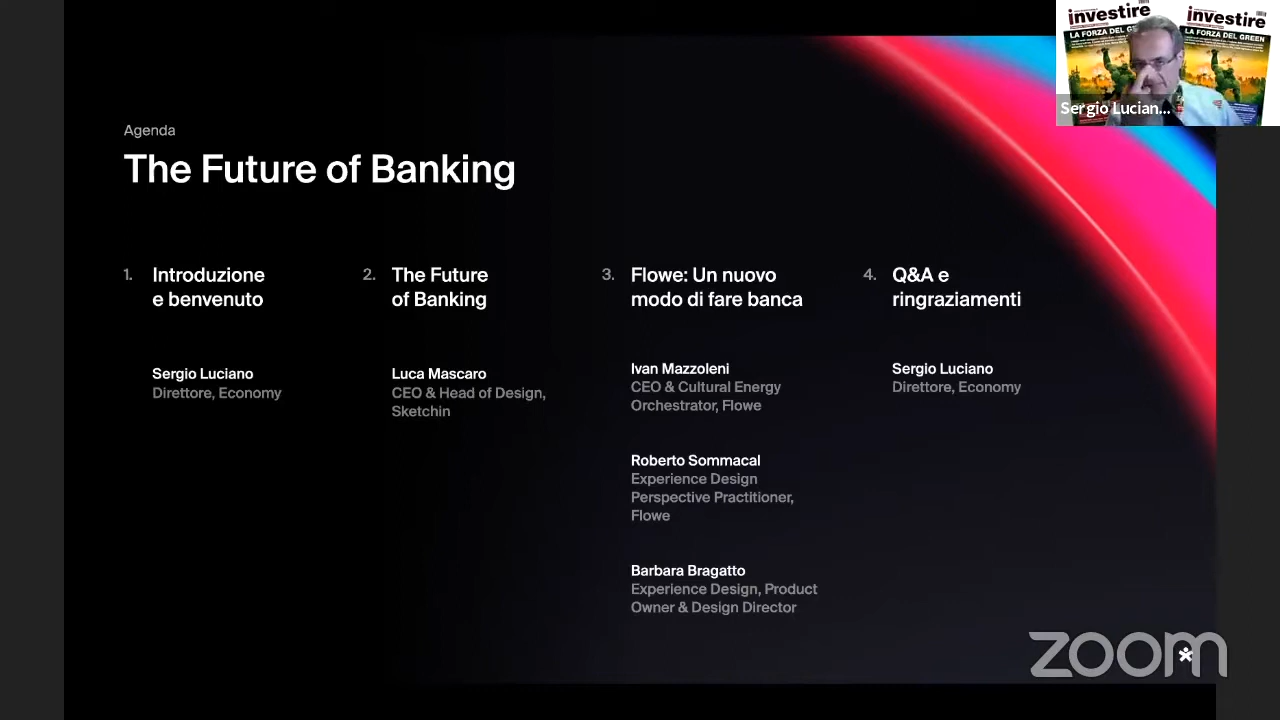 investire
investire
LA FORZA DEL GREEN
Sergio Lucian...
Agenda
The Future of Banking
1. Introduzione
e benvenuto
Sergio Luciano
Direttore, Economy
2. The Future
of Banking
Luca Mascaro
CEO & Head of Design,
Sketchin
3. Flowe: Un nuovo
modo di fare banca
Ivan Mazzoleni
CEO & Cultural Energy
Orchestrator, Flowe
Roberto Sommacal
Experience Design
Perspective Practitioner,
Flowe
Barbara Bragatto
Experience Design, Product
Owner & Design Director
4. Q&A e
ringraziamenti
Sergio Luciano
Direttore, Economy
zoom